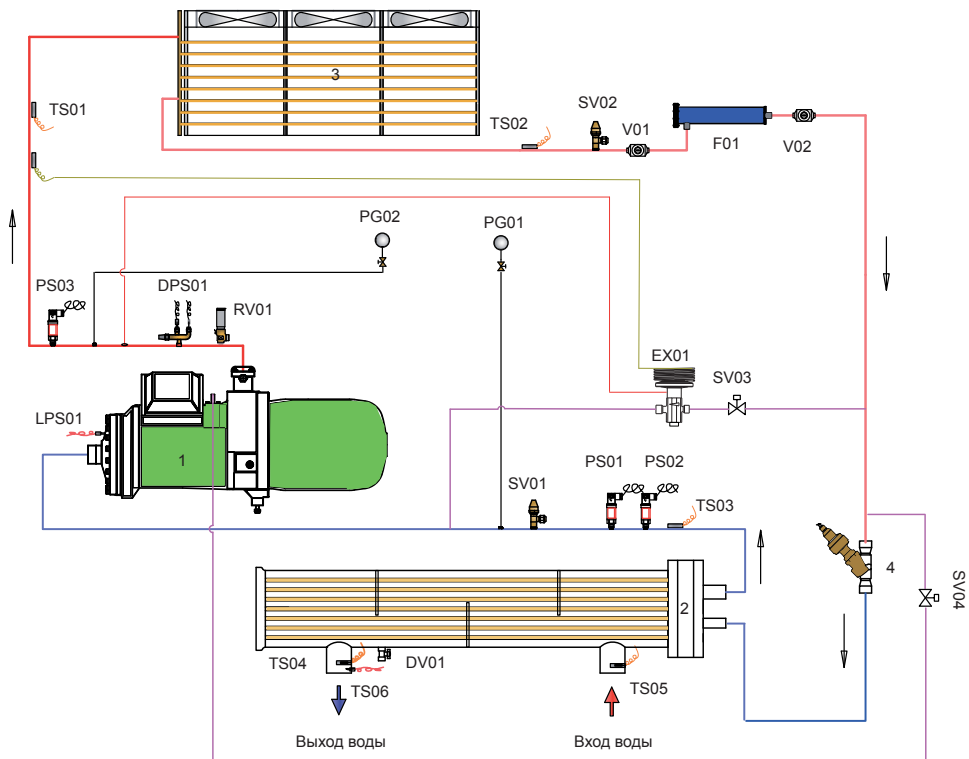 3
TS01
TS02
SV02
V01
F01
V02
PG02
PG01
PS03
DPS01
RV01
EX01
SV03
LPS01
1
SV01
PS01
PS02
TS03
4
SV04
2
TS04
DV01
TS06
TS05
Выход воды
Вход воды